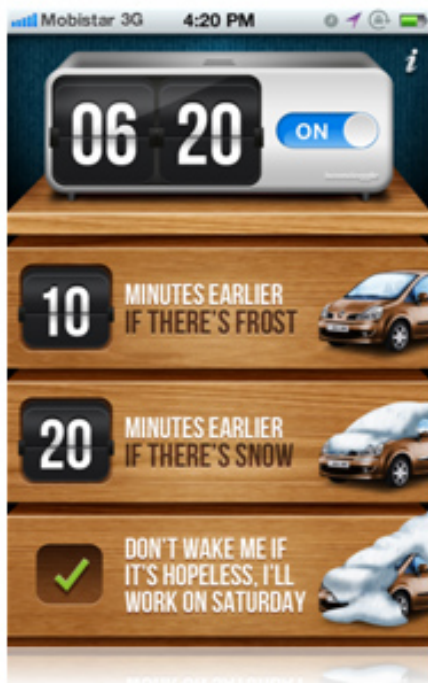 Mobistar 3G 4:20 PM
i
06 20 ON
10 MINUTES EARLIER
IF THERE'S FROST
20 MINUTES EARLIER
IF THERE'S SNOW
DON'T WAKE ME IF
IT'S HOPELESS, I'LL
WORK ON SATURDAY